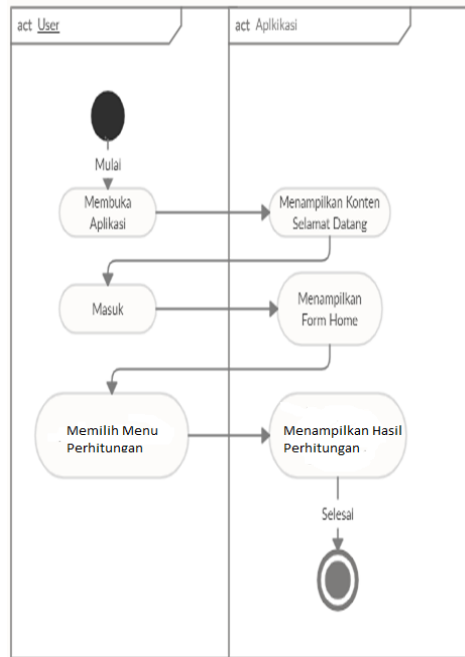 act User
act Aplkikasi
Mulai
Membuka
Aplikasi
Menampilkan Konten
Selamat Datang
Masuk
Menampilkan
Form Home
Memilih Menu
Perhitungan
Menampilkan Hasil
Perhitungan
Selesai